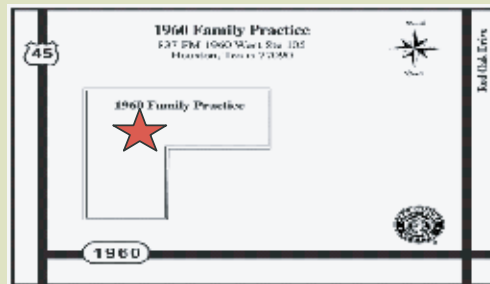 1960 Family Practice
837 FM 1960 West Ste 105
Houston, Texas 77090
45
Red Oak Drive
1960 Family Practice
1960